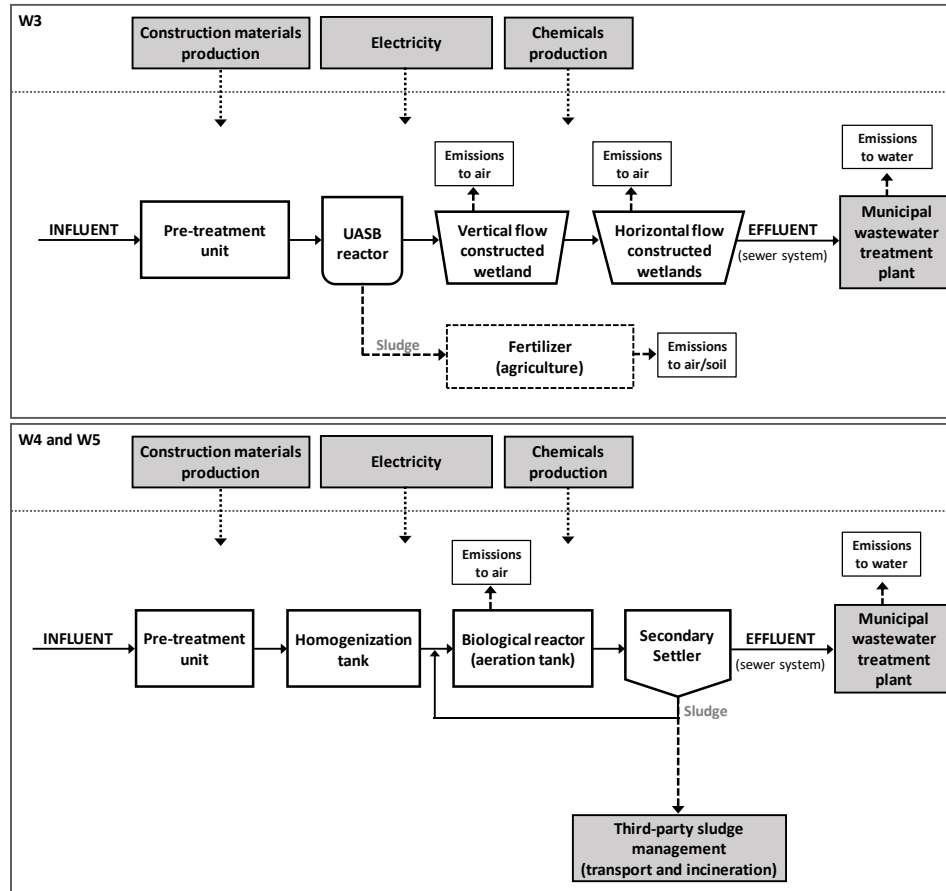 W3
Construction materials
production
Electricity
Chemicals
production
Emissions
to air
Emissions
to air
Emissions
to water
INFLUENT
Pre-treatment
unit
UASB
reactor
Vertical flow
constructed
wetland
Horizontal flow
constructed
wetlands
EFFLUENT
(sewer system)
Municipal
wastewater
treatment
plant
Sludge
Fertilizer
(agriculture)
Emissions
to air/soil
W4 and W5
Construction materials
production
Electricity
Chemicals
production
Emissions
to air
Emissions
to water
INFLUENT
Pre-treatment
unit
Homogenization
tank
Biological reactor
(aeration tank)
Secondary
Settler
EFFLUENT
(sewer system)
Municipal
wastewater
treatment
plant
Sludge
Third-party sludge
management
(transport and incineration)